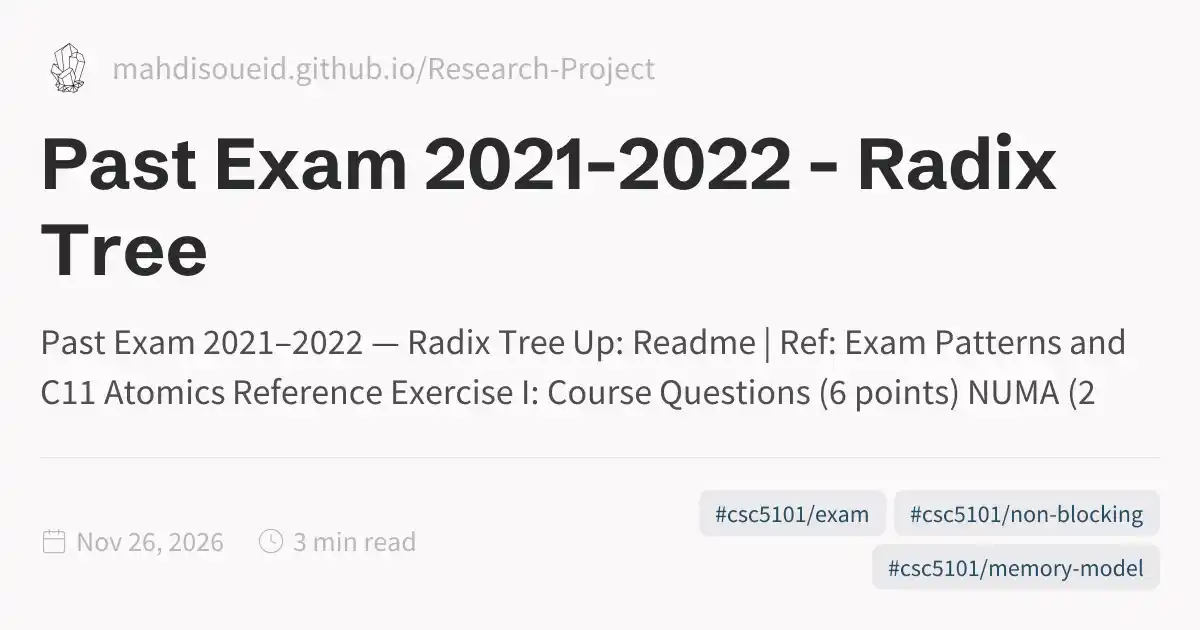 mahdisoueid.github.io/Research-Project
Past Exam 2021-2022 - Radix
Tree
Past Exam 2021–2022 — Radix Tree Up: Readme | Ref: Exam Patterns and
C11 Atomics Reference Exercise I: Course Questions (6 points) NUMA (2
Nov 26, 2026 3 min read
#csc5101/exam #csc5101/non-blocking
#csc5101/memory-model